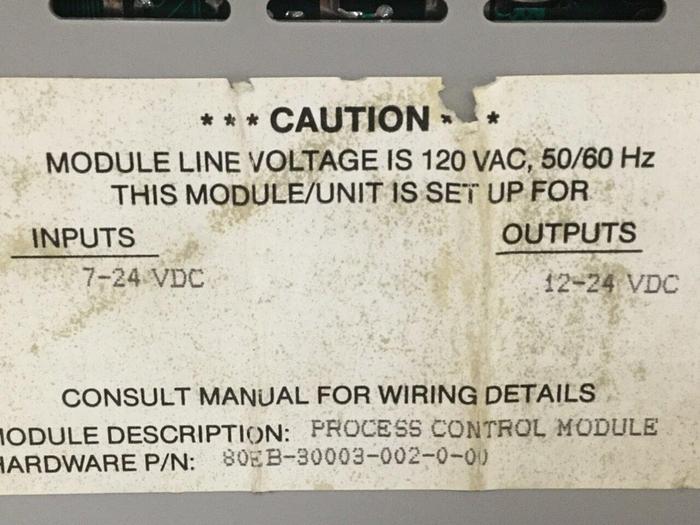 *** CAUTION * *
MODULE LINE VOLTAGE IS 120 VAC, 50/60 Hz
THIS MODULE/UNIT IS SET UP FOR
INPUTS OUTPUTS
7-24 VDC 12-24 VDC
CONSULT MANUAL FOR WIRING DETAILS
MODULE DESCRIPTION: PROCESS CONTROL MODULE
HARDWARE P/N: 80EB-30003-002-0-00